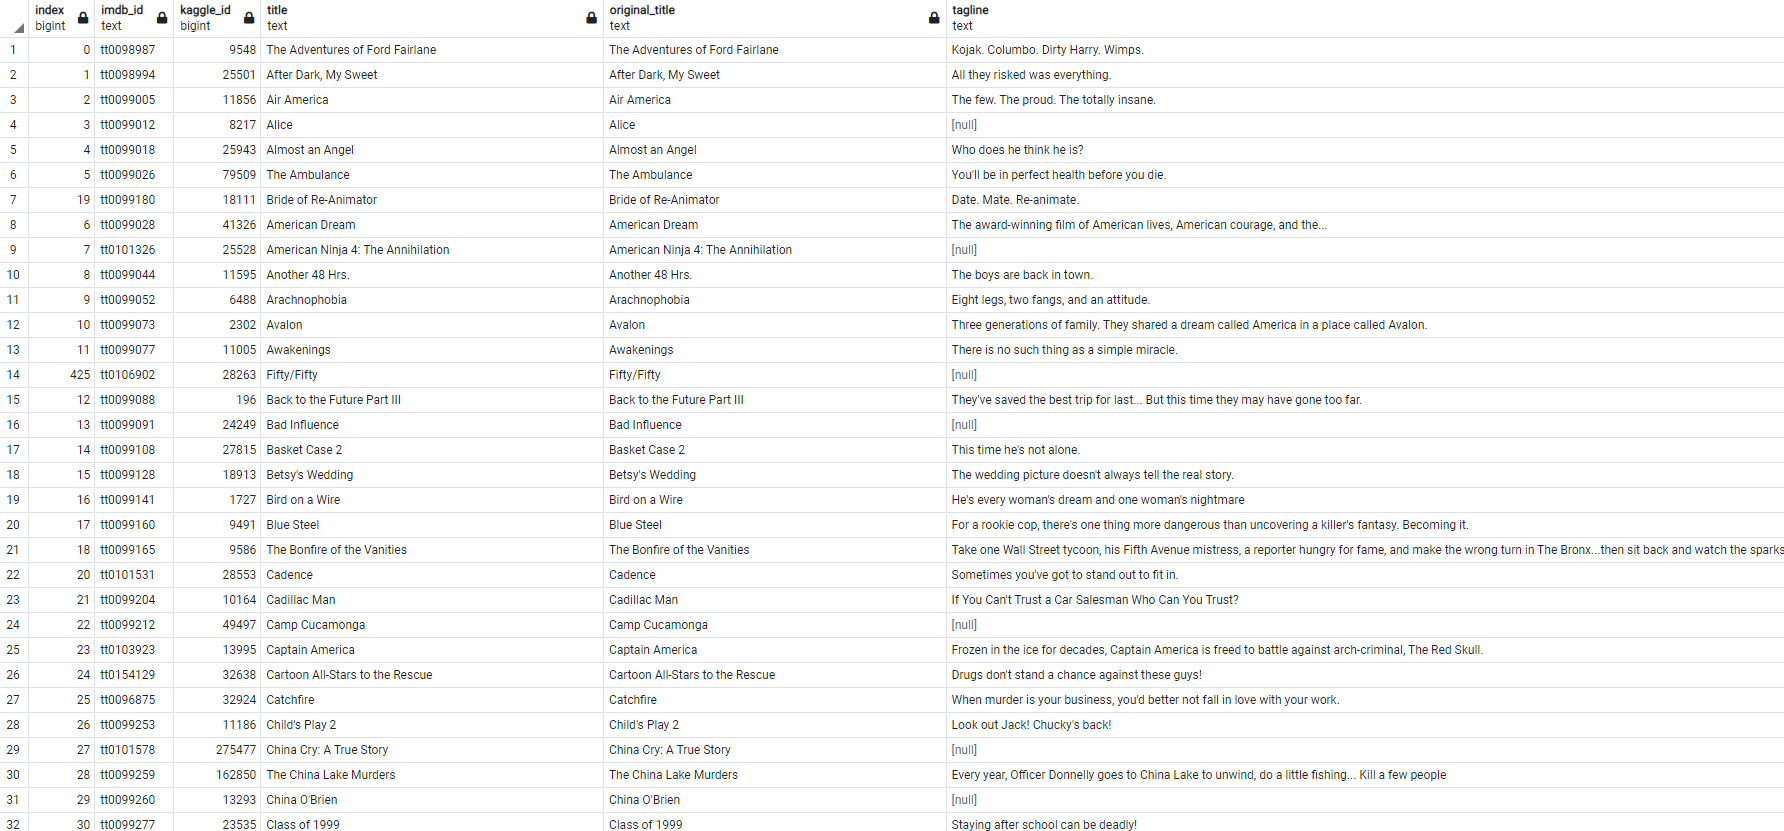 index imdb_id kaggle_id title original_title tagline
bigint text bigint text text text
1 0 tt0098987 9548 The Adventures of Ford Fairlane The Adventures of Ford Fairlane Kojak. Columbo. Dirty Harry. Wimps.
2 1 tt0098994 25501 After Dark, My Sweet After Dark, My Sweet All they risked was everything.
3 2 tt0099005 11856 Air America Air America The few. The proud. The totally insane.
4 3 tt0099012 8217 Alice Alice [null]
5 4 tt0099018 25943 Almost an Angel Almost an Angel Who does he think he is?
6 5 tt0099026 79509 The Ambulance The Ambulance You'll be in perfect health before you die.
7 19 tt0099180 18111 Bride of Re-Animator Bride of Re-Animator Date. Mate. Re-animate.
8 6 tt0099028 41326 American Dream American Dream The award-winning film of American lives, American courage, and the...
9 7 tt0101326 25528 American Ninja 4: The Annihilation American Ninja 4: The Annihilation [null]
10 8 tt0099044 11595 Another 48 Hrs. Another 48 Hrs. The boys are back in town.
11 9 tt0099052 6488 Arachnophobia Arachnophobia Eight legs, two fangs, and an attitude.
12 10 tt0099073 2302 Avalon Avalon Three generations of family. They shared a dream called America in a place called Avalon.
13 11 tt0099077 11005 Awakenings Awakenings There is no such thing as a simple miracle.
14 425 tt0106902 28263 Fifty/Fifty Fifty/Fifty [null]
15 12 tt0099088 196 Back to the Future Part III Back to the Future Part III They've saved the best trip for last... But this time they may have gone too far.
16 13 tt0099091 24249 Bad Influence Bad Influence [null]
17 14 tt0099108 27815 Basket Case 2 Basket Case 2 This time he's not alone.
18 15 tt0099128 18913 Betsy's Wedding Betsy's Wedding The wedding picture doesn't always tell the real story.
19 16 tt0099141 1727 Bird on a Wire Bird on a Wire He's every woman's dream and one woman's nightmare
20 17 tt0099160 9491 Blue Steel Blue Steel For a rookie cop, there's one thing more dangerous than uncovering a killer's fantasy. Becoming it.
21 18 tt0099165 9586 The Bonfire of the Vanities The Bonfire of the Vanities Take one Wall Street tycoon, his Fifth Avenue mistress, a reporter hungry for fame, and make the wrong turn in The Bronx...then sit back and watch the sparks
22 20 tt0101531 28553 Cadence Cadence Sometimes you've got to stand out to fit in.
23 21 tt0099204 10164 Cadillac Man Cadillac Man If You Can't Trust a Car Salesman Who Can You Trust?
24 22 tt0099212 49497 Camp Cucamonga Camp Cucamonga [null]
25 23 tt0103923 13995 Captain America Captain America Frozen in the ice for decades, Captain America is freed to battle against arch-criminal, The Red Skull.
26 24 tt0154129 32638 Cartoon All-Stars to the Rescue Cartoon All-Stars to the Rescue Drugs don't stand a chance against these guys!
27 25 tt0096875 32924 Catchfire Catchfire When murder is your business, you'd better not fall in love with your work.
28 26 tt0099253 11186 Child's Play 2 Child's Play 2 Look out Jack! Chucky's back!
29 27 tt0101578 275477 China Cry: A True Story China Cry: A True Story [null]
30 28 tt0099259 162850 The China Lake Murders The China Lake Murders Every year, Officer Donnelly goes to China Lake to unwind, do a little fishing... Kill a few people
31 29 tt0099260 13293 China O'Brien China O'Brien [null]
32 30 tt0099277 23535 Class of 1999 Class of 1999 Staying after school can be deadly!